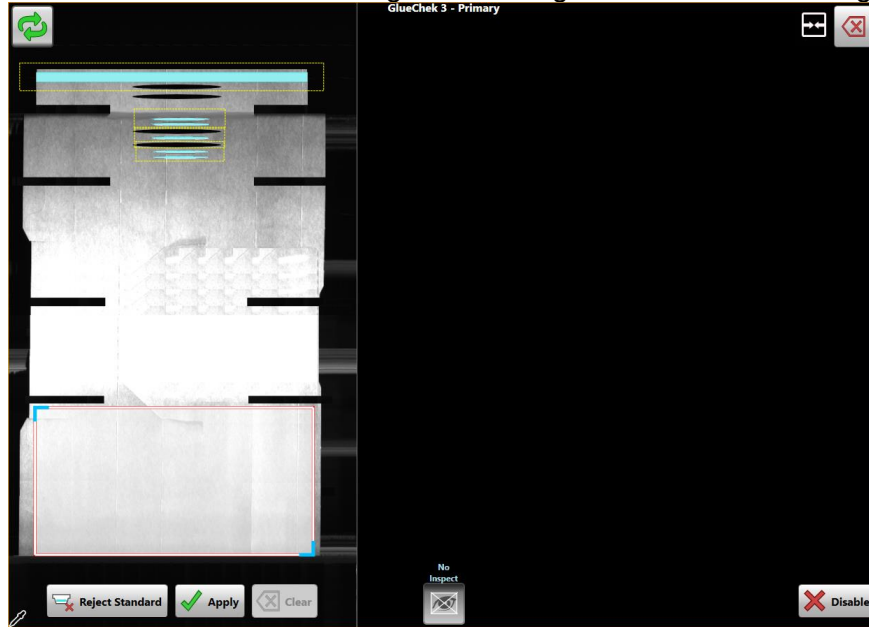 GlueChek 3 - Primary
No
Inspect
Reject Standard
Apply
Clear
Disable